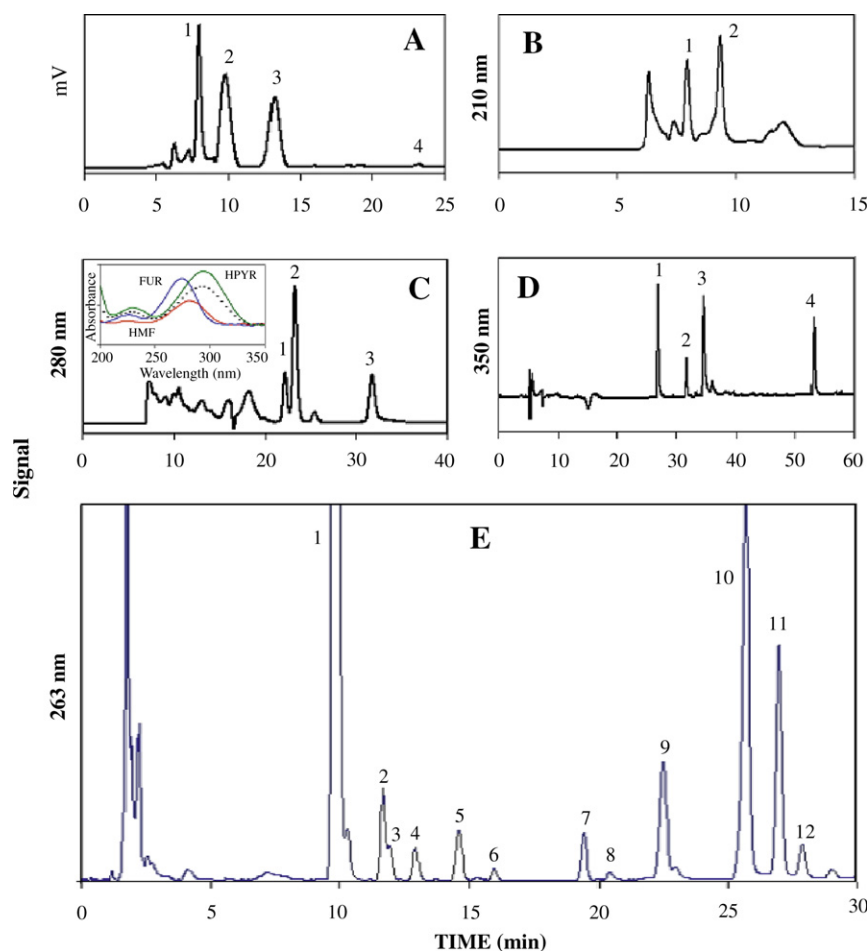 A
mV
1
2
3
4
0 5 10 15 20 25
B
210 nm
1
2
0 5 10 15
C
280 nm
Absorbance
FUR
HPYR
HMF
200 250 300 350
Wavelength (nm)
1
2
3
0 10 20 30 40
D
350 nm
1
2
3
4
0 10 20 30 40 50 60
Signal
E
263 nm
1
2
3
4
5
6
7
8
9
10
11
12
0 5 10 15 20 25 30
TIME (min)